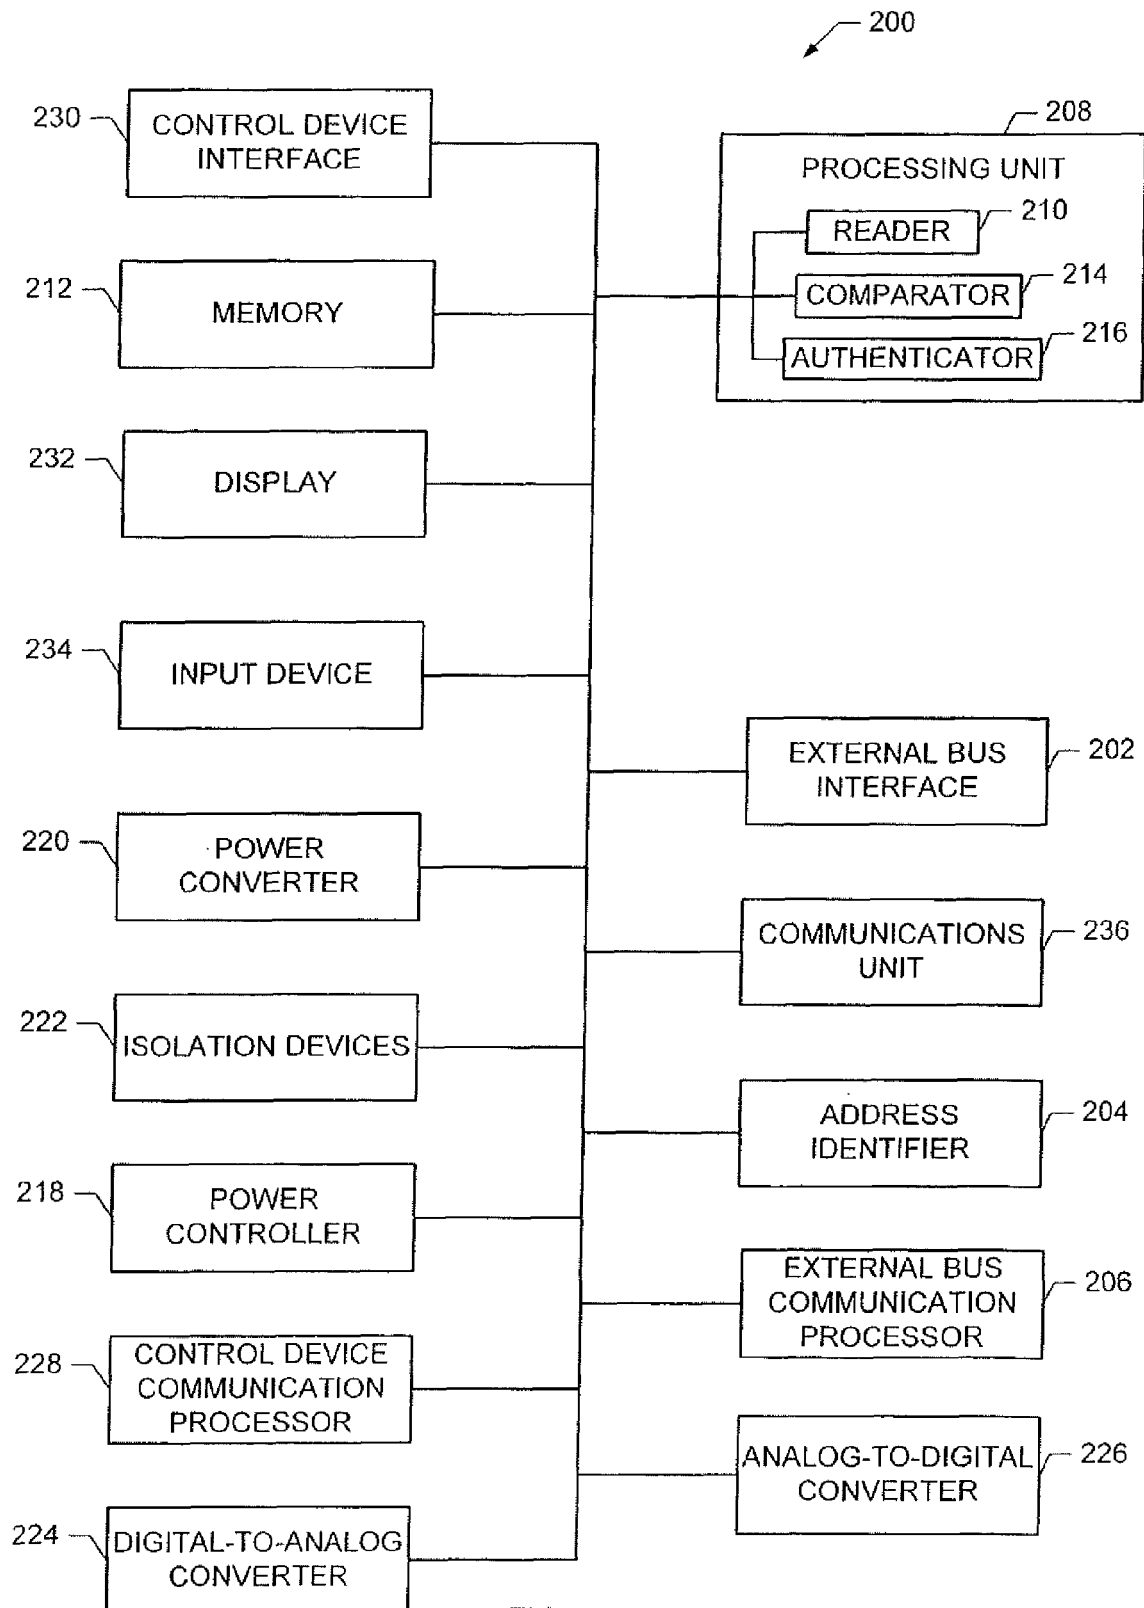 200
230
CONTROL DEVICE
INTERFACE
208
PROCESSING UNIT
READER
210
COMPARATOR
214
AUTHENTICATOR
216
212
MEMORY
232
DISPLAY
234
INPUT DEVICE
EXTERNAL BUS
INTERFACE
202
220
POWER
CONVERTER
COMMUNICATIONS
UNIT
236
222
ISOLATION DEVICES
ADDRESS
IDENTIFIER
204
218
POWER
CONTROLLER
EXTERNAL BUS
COMMUNICATION
PROCESSOR
206
228
CONTROL DEVICE
COMMUNICATION
PROCESSOR
ANALOG-TO-DIGITAL
CONVERTER
226
224
DIGITAL-TO-ANALOG
CONVERTER